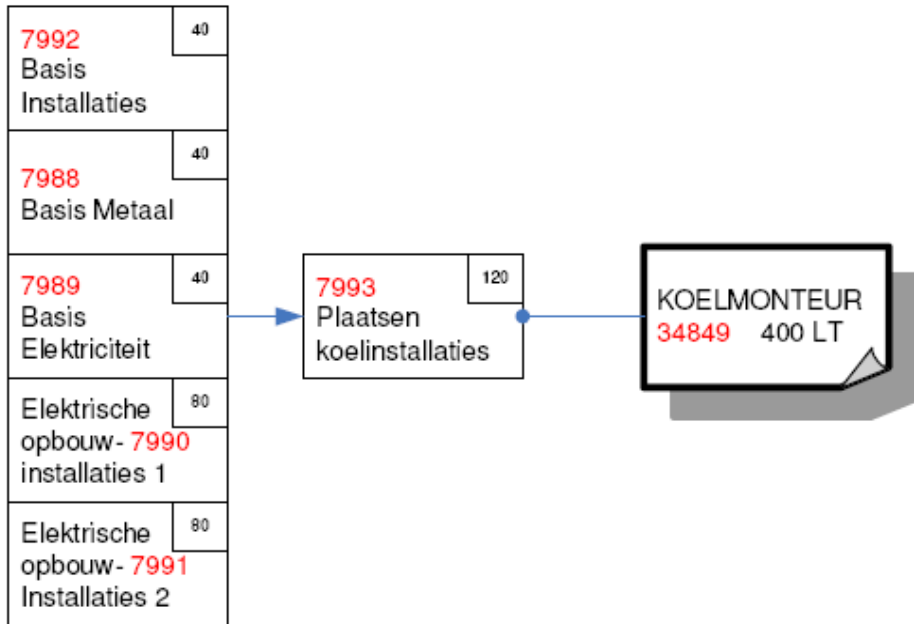 7992 40
Basis
Installaties
40
7988
Basis Metaal
7989 40
Basis
Elektriciteit
Elektrische 80
opbouw- 7990
installaties 1
Elektrische 80
opbouw- 7991
Installaties 2
7993 120
Plaatsen
koelinstallaties
KOELMONTEUR
34849 400 LT